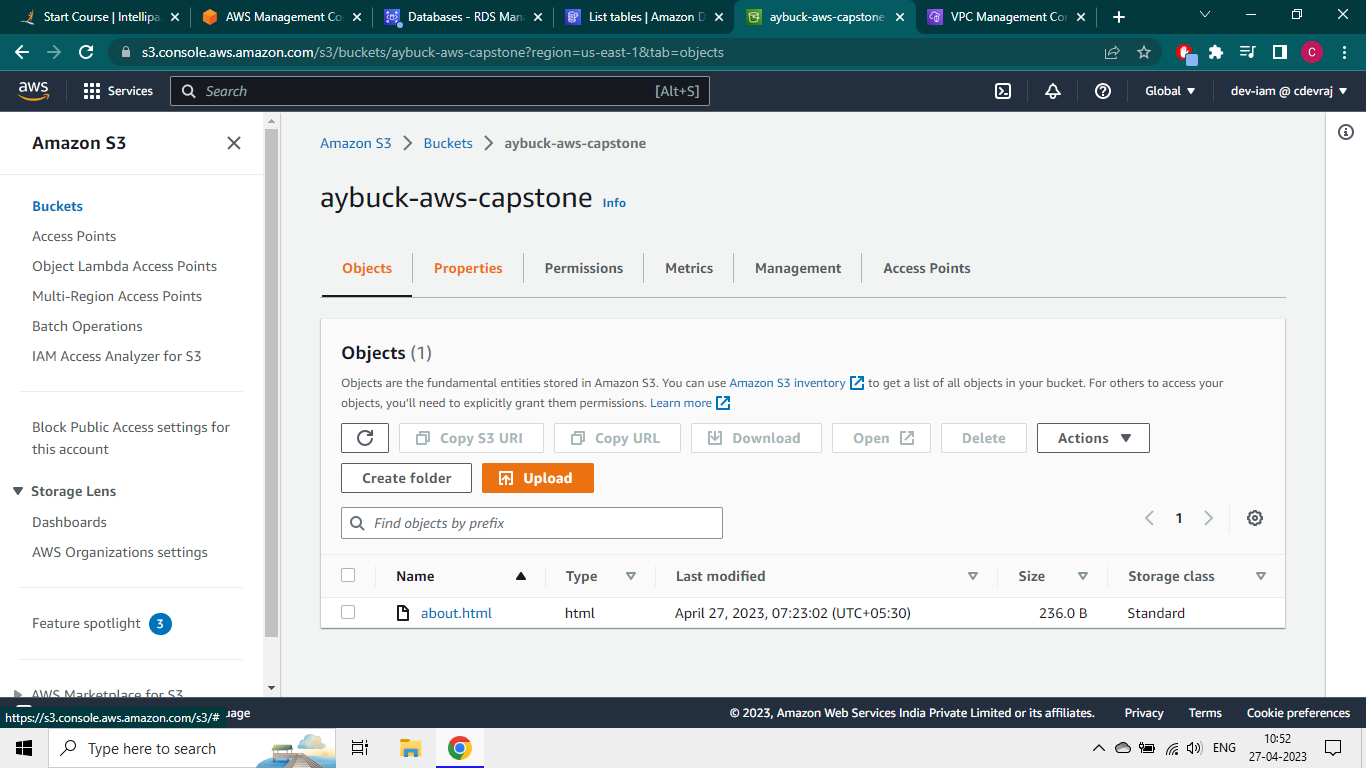 Start Course | Intellipa
AWS Management Co
Databases - RDS Man
List tables | Amazon D
aybuck-aws-capstone
VPC Management Co
s3.console.aws.amazon.com/s3/buckets/aybuck-aws-capstone?region=us-east-1&tab=objects
C
aws
Services
Search
[Alt+S]
Global
dev-iam @ cdevraj
Amazon S3
Buckets
Access Points
Object Lambda Access Points
Multi-Region Access Points
Batch Operations
IAM Access Analyzer for S3
Block Public Access settings for
this account
Storage Lens
Dashboards
AWS Organizations settings
Feature spotlight 3
AWS Marketplace for S3
Amazon S3 Buckets aybuck-aws-capstone
aybuck-aws-capstone Info
Objects Properties Permissions Metrics Management Access Points
Objects (1)
Objects are the fundamental entities stored in Amazon S3. You can use Amazon S3 inventory to get a list of all objects in your bucket. For others to access your
objects, you'll need to explicitly grant them permissions. Learn more
Copy S3 URI Copy URL Download Open Delete Actions
Create folder Upload
Find objects by prefix
1
Name Type Last modified Size Storage class
about.html html April 27, 2023, 07:23:02 (UTC+05:30) 236.0 B Standard
https://s3.console.aws.amazon.com/s3/#
uage
© 2023, Amazon Web Services India Private Limited or its affiliates. Privacy Terms Cookie preferences
Type here to search
ENG
10:52
27-04-2023